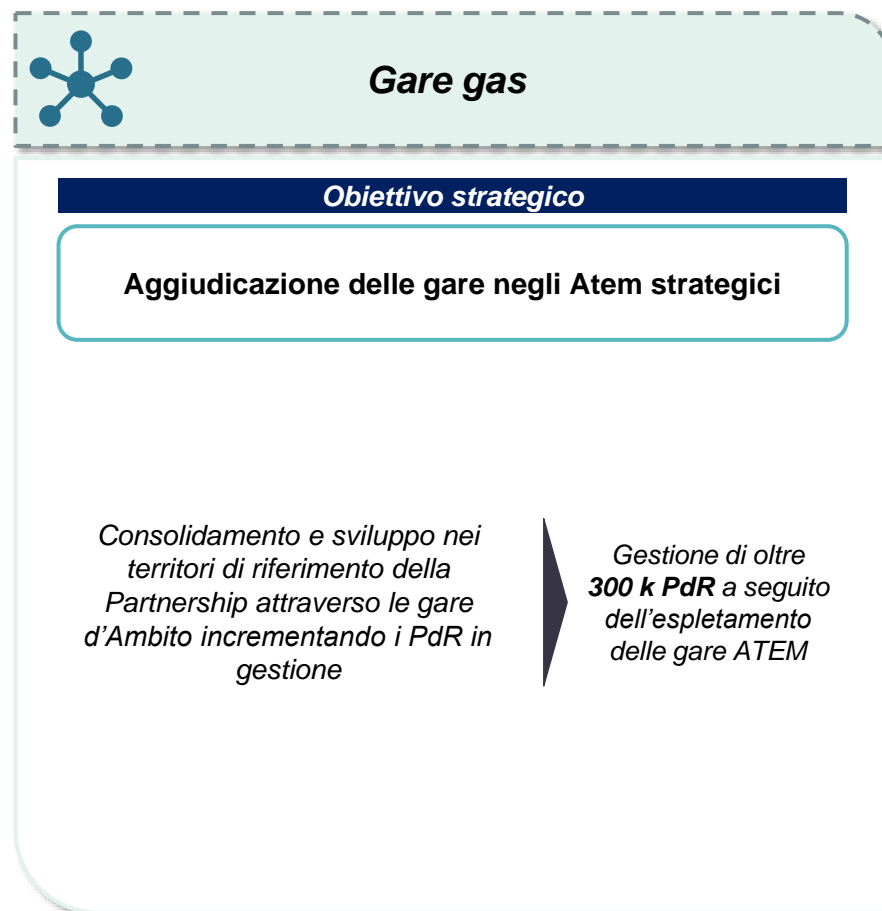 Gare gas
Obiettivo strategico
Aggiudicazione delle gare negli Atem strategici
Consolidamento e sviluppo nei
territori di riferimento della
Partnership attraverso le gare
d’Ambito incrementando i PdR in
gestione
Gestione di oltre
300 k PdR a seguito
dell’espletamento
delle gare ATEM